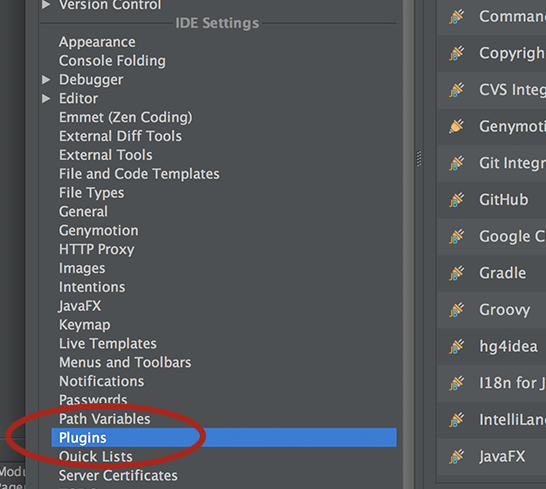 Version Control
IDE Settings
Appearance
Console Folding
Debugger
Editor
Emmet (Zen Coding)
External Diff Tools
External Tools
File and Code Templates
File Types
General
Genymotion
HTTP Proxy
Images
Intentions
JavaFX
Keymap
Live Templates
Menus and Toolbars
Notifications
Passwords
Path Variables
Plugins
Quick Lists
Server Certificates
Comman
Copyrigh
CVS Integ
Genymoti
Git Integr
GitHub
Google C
Gradle
Groovy
hg4idea
I18n for J
IntelliLan
JavaFX
Modu